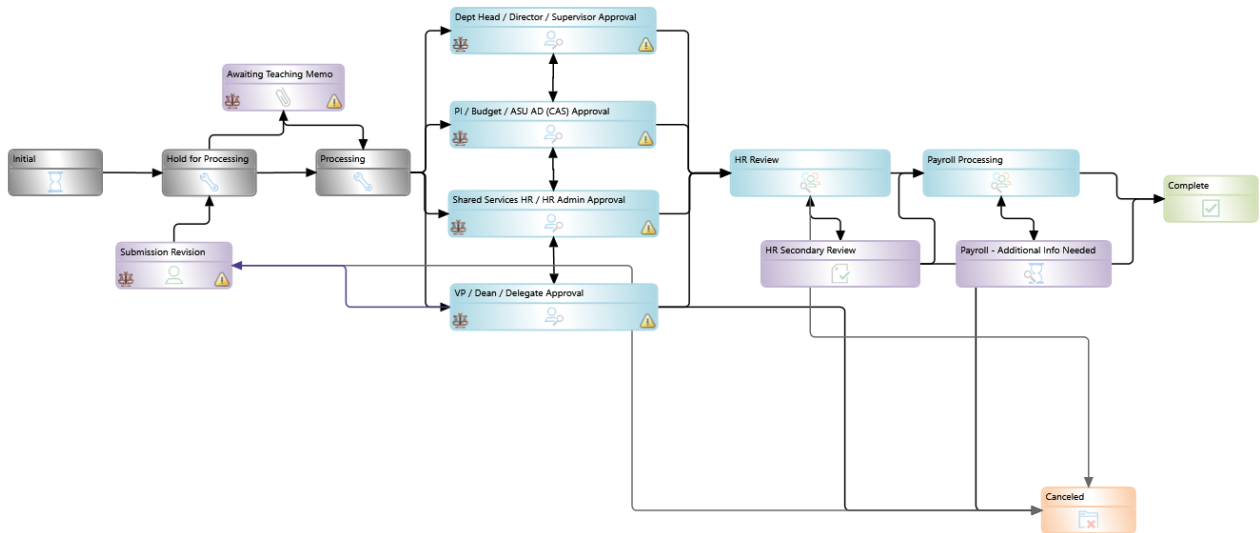 Dept Head / Director / Supervisor Approval
Awaiting Teaching Memo
PI / Budget / ASU AD (CAS) Approval
Initial
Hold for Processing
Processing
HR Review
Payroll Processing
Complete
Shared Services HR / HR Admin Approval
Submission Revision
HR Secondary Review
Payroll - Additional Info Needed
VP / Dean / Delegate Approval
Canceled